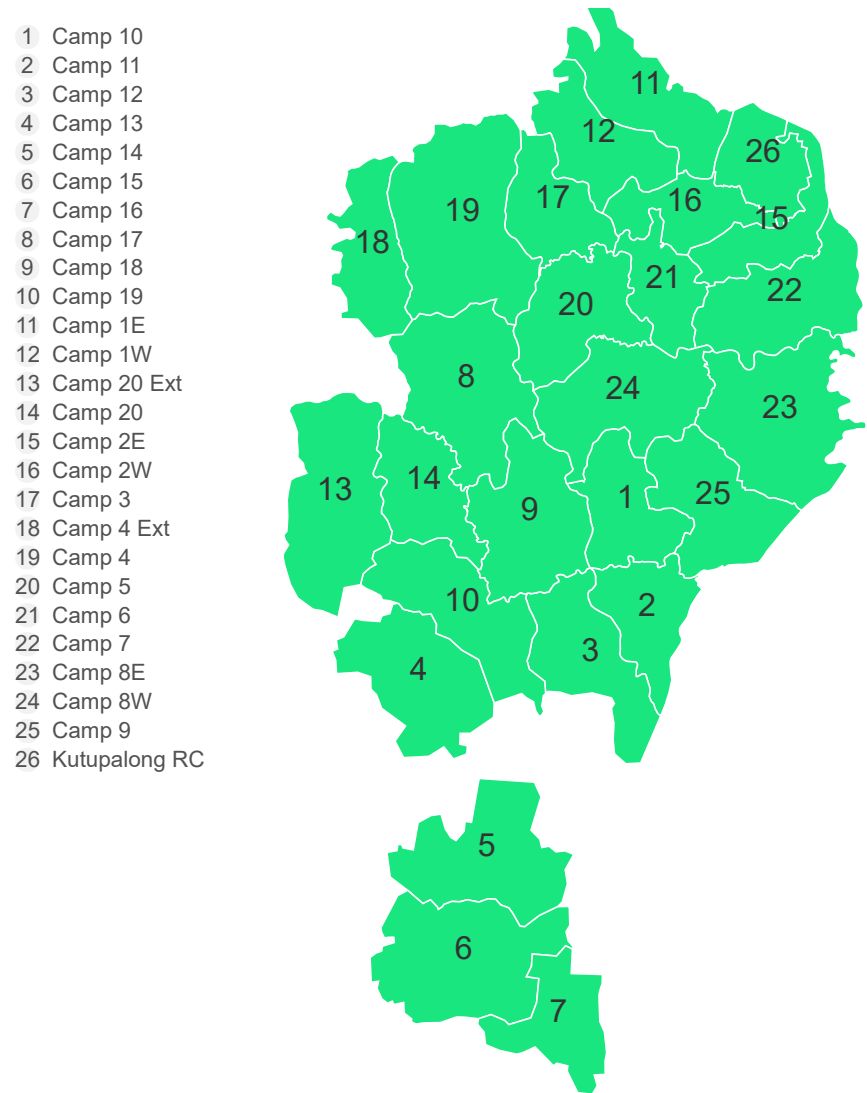 1 Camp 10
2 Camp 11
3 Camp 12
4 Camp 13
5 Camp 14
6 Camp 15
7 Camp 16
8 Camp 17
9 Camp 18
10 Camp 19
11 Camp 1E
12 Camp 1W
13 Camp 20 Ext
14 Camp 20
15 Camp 2E
16 Camp 2W
17 Camp 3
18 Camp 4 Ext
19 Camp 4
20 Camp 5
21 Camp 6
22 Camp 7
23 Camp 8E
24 Camp 8W
25 Camp 9
26 Kutupalong RC
11
12
26
17
16
19
15
18
21
22
20
8
24
23
14
13
25
1
9
10
2
3
4
5
6
7